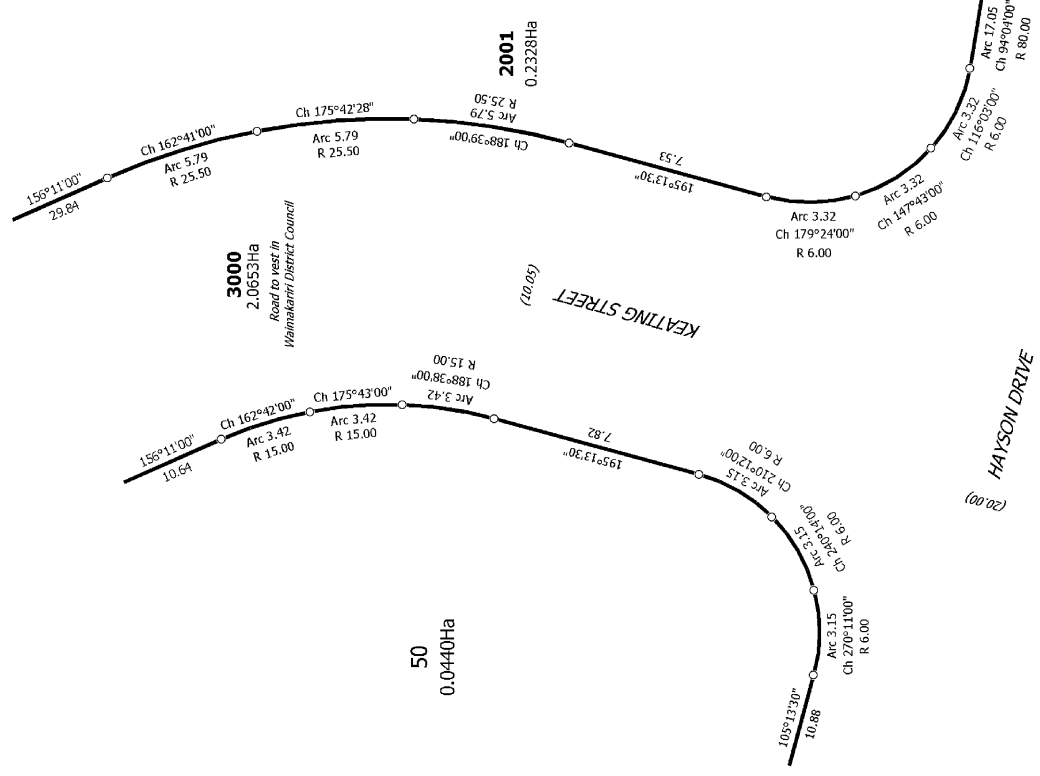 2001
0.2328Ha
Arc 17.05
Ch 94°04'00"
R 80.00
Arc 3.32
Ch 116°03'00"
R 6.00
Arc 3.32
Ch 147°43'00"
R 6.00
Arc 3.32
Ch 179°24'00"
R 6.00
7.53
195°13'30"
R 25.50
Arc 5.79
Ch 188°39'00"
Ch 175°42'28"
Arc 5.79
R 25.50
Ch 162°41'00"
Arc 5.79
R 25.50
156°11'00"
29.84
3000
2.0653Ha
Road to vest in
Waimakariri District Council
(10.05)
KEATING STREET
HAYSON DRIVE
(20.00)
156°11'00"
10.64
Ch 162°42'00"
Arc 3.42
R 15.00
Ch 175°43'00"
Arc 3.42
R 15.00
R 15.00
Ch 188°38'00"
Arc 3.42
7.82
195°13'30"
R 6.00
Ch 210°12'00"
Arc 3.15
R 6.00
Ch 240°14'00"
Arc 3.15
Arc 3.15
Ch 270°11'00"
R 6.00
105°13'30"
10.88
50
0.0440Ha